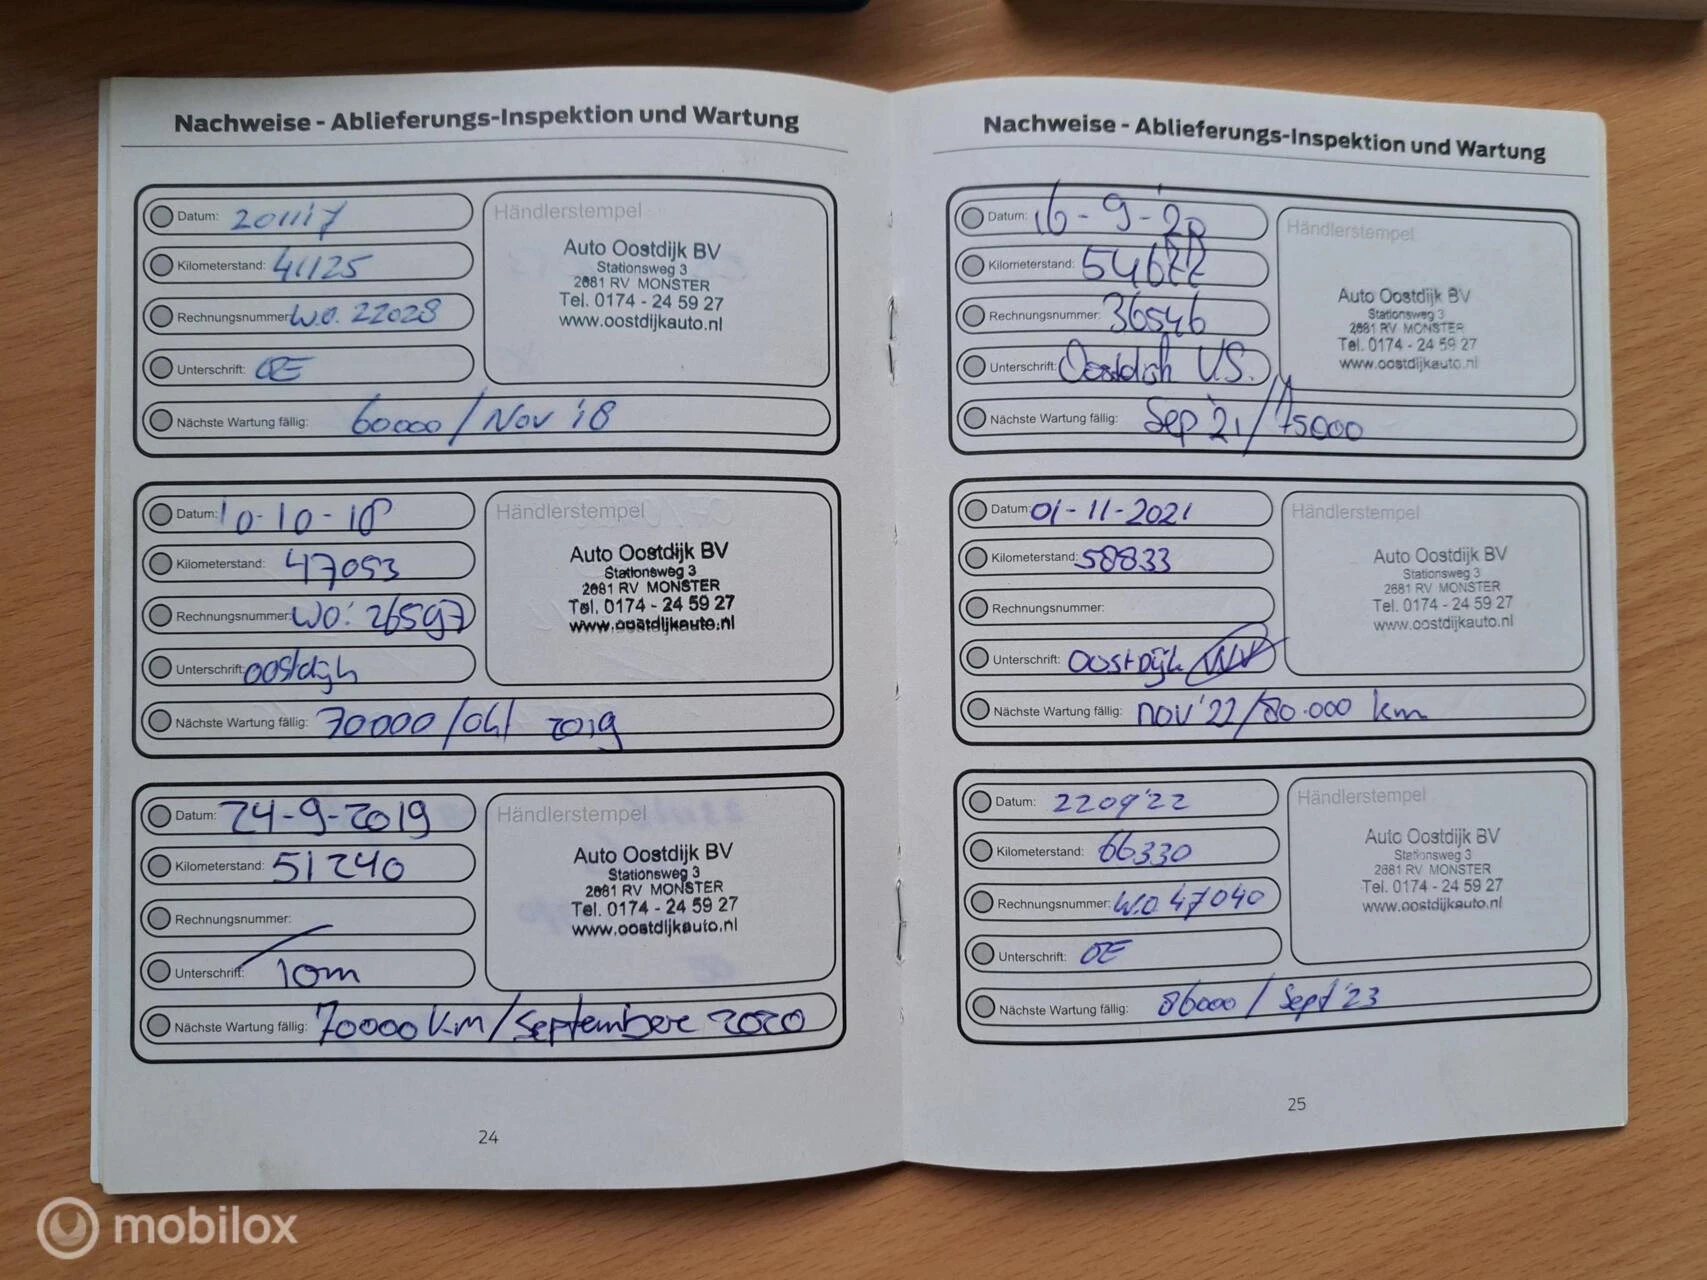 Nachweise - Ablieferungs-Inspektion und Wartung
Datum: 201117
Kilometerstand: 41125
Rechnungsnummer: W.O. 22028
Unterschrift: OE
Nächste Wartung fällig: 60000 / Nov '18
Händlerstempel
Auto Oostdijk BV
Stationsweg 3
2681 RV MONSTER
Tel. 0174 - 24 59 27
www.oostdijkauto.nl
Datum: 10-10-18
Kilometerstand: 47053
Rechnungsnummer: WO: 26597
Unterschrift: oostdijk
Nächste Wartung fällig: 70000 / okt 2019
Händlerstempel
Auto Oostdijk BV
Stationsweg 3
2681 RV MONSTER
Tel. 0174 - 24 59 27
www.oostdijkauto.nl
Datum: 24-9-2019
Kilometerstand: 51240
Rechnungsnummer:
Unterschrift:
Nächste Wartung fällig: 70000 km / septembere 2020
Händlerstempel
Auto Oostdijk BV
Stationsweg 3
2681 RV MONSTER
Tel. 0174 - 24 59 27
www.oostdijkauto.nl
24
Nachweise - Ablieferungs-Inspektion und Wartung
Datum: 16-9-'20
Kilometerstand: 54677
Rechnungsnummer: 36546
Unterschrift: Oostdijk V.S.
Nächste Wartung fällig: Sep '21 / 75000
Händlerstempel
Auto Oostdijk BV
Stationsweg 3
2681 RV MONSTER
Tel. 0174 - 24 59 27
www.oostdijkauto.nl
Datum: 01-11-2021
Kilometerstand: 58833
Rechnungsnummer:
Unterschrift: Oostdijk
Nächste Wartung fällig: nov '22 / 80.000 km
Händlerstempel
Auto Oostdijk BV
Stationsweg 3
2681 RV MONSTER
Tel. 0174 - 24 59 27
www.oostdijkauto.nl
Datum: 2209'22
Kilometerstand: 66330
Rechnungsnummer: W.O. 47040
Unterschrift: OE
Nächste Wartung fällig: 86000 / Sept '23
Händlerstempel
Auto Oostdijk BV
Stationsweg 3
2681 RV MONSTER
Tel. 0174 - 24 59 27
www.oostdijkauto.nl
25
mobilox